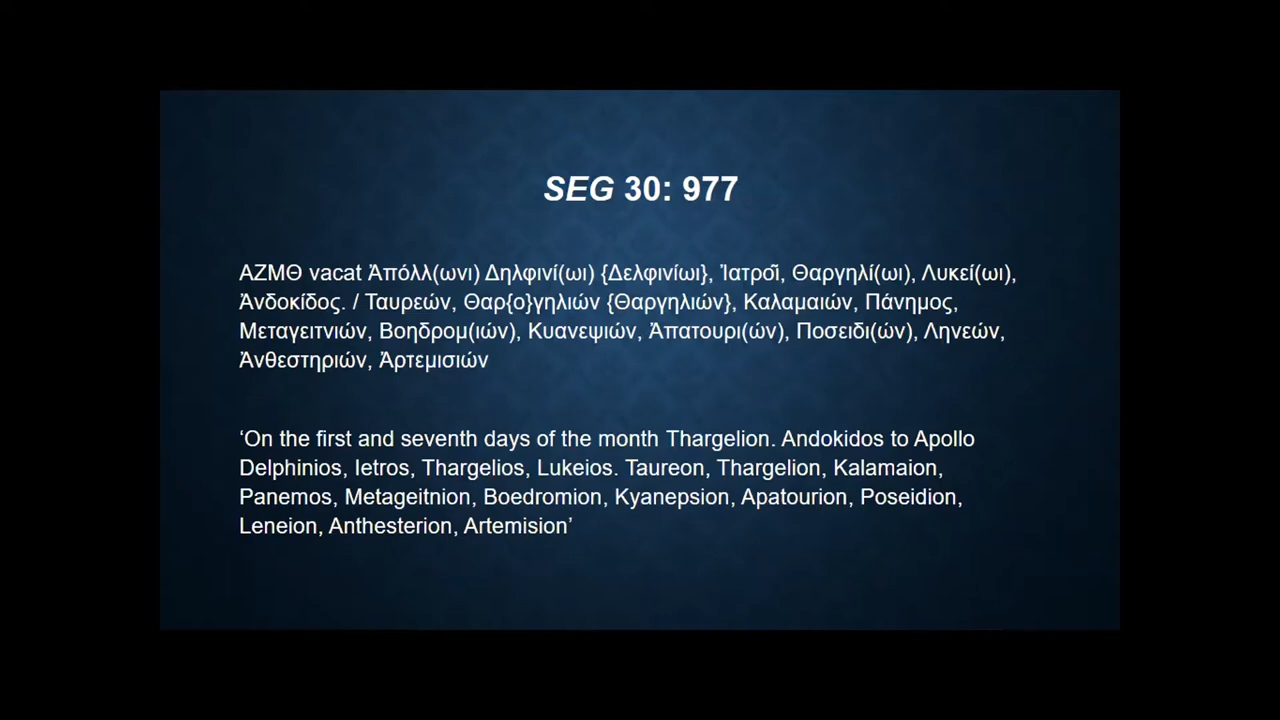 SEG 30: 977
ΑΖΜΘ vacat Ἀπόλλ(ωνι) Δηλφινί(ωι) {Δελφινίωι}, Ἰατροῖ, Θαργηλί(ωι), Λυκεί(ωι),
Ἀνδοκίδος. / Ταυρεών, Θαρ{ο}γηλιών {Θαργηλιών}, Καλαμαιών, Πάνημος,
Μεταγειτνιών, Βοηδρομ(ιών), Κυανεψιών, Ἀπατουρι(ών), Ποσειδι(ών), Ληνεών,
Ἀνθεστηριών, Ἀρτεμισιών
‘On the first and seventh days of the month Thargelion. Andokidos to Apollo
Delphinios, Ietros, Thargelios, Lukeios. Taureon, Thargelion, Kalamaion,
Panemos, Metageitnion, Boedromion, Kyanepsion, Apatourion, Poseidion,
Leneion, Anthesterion, Artemision’